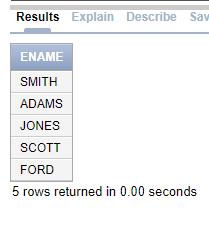 Results Explain Describe Sav
ENAME
SMITH
ADAMS
JONES
SCOTT
FORD
5 rows returned in 0.00 seconds